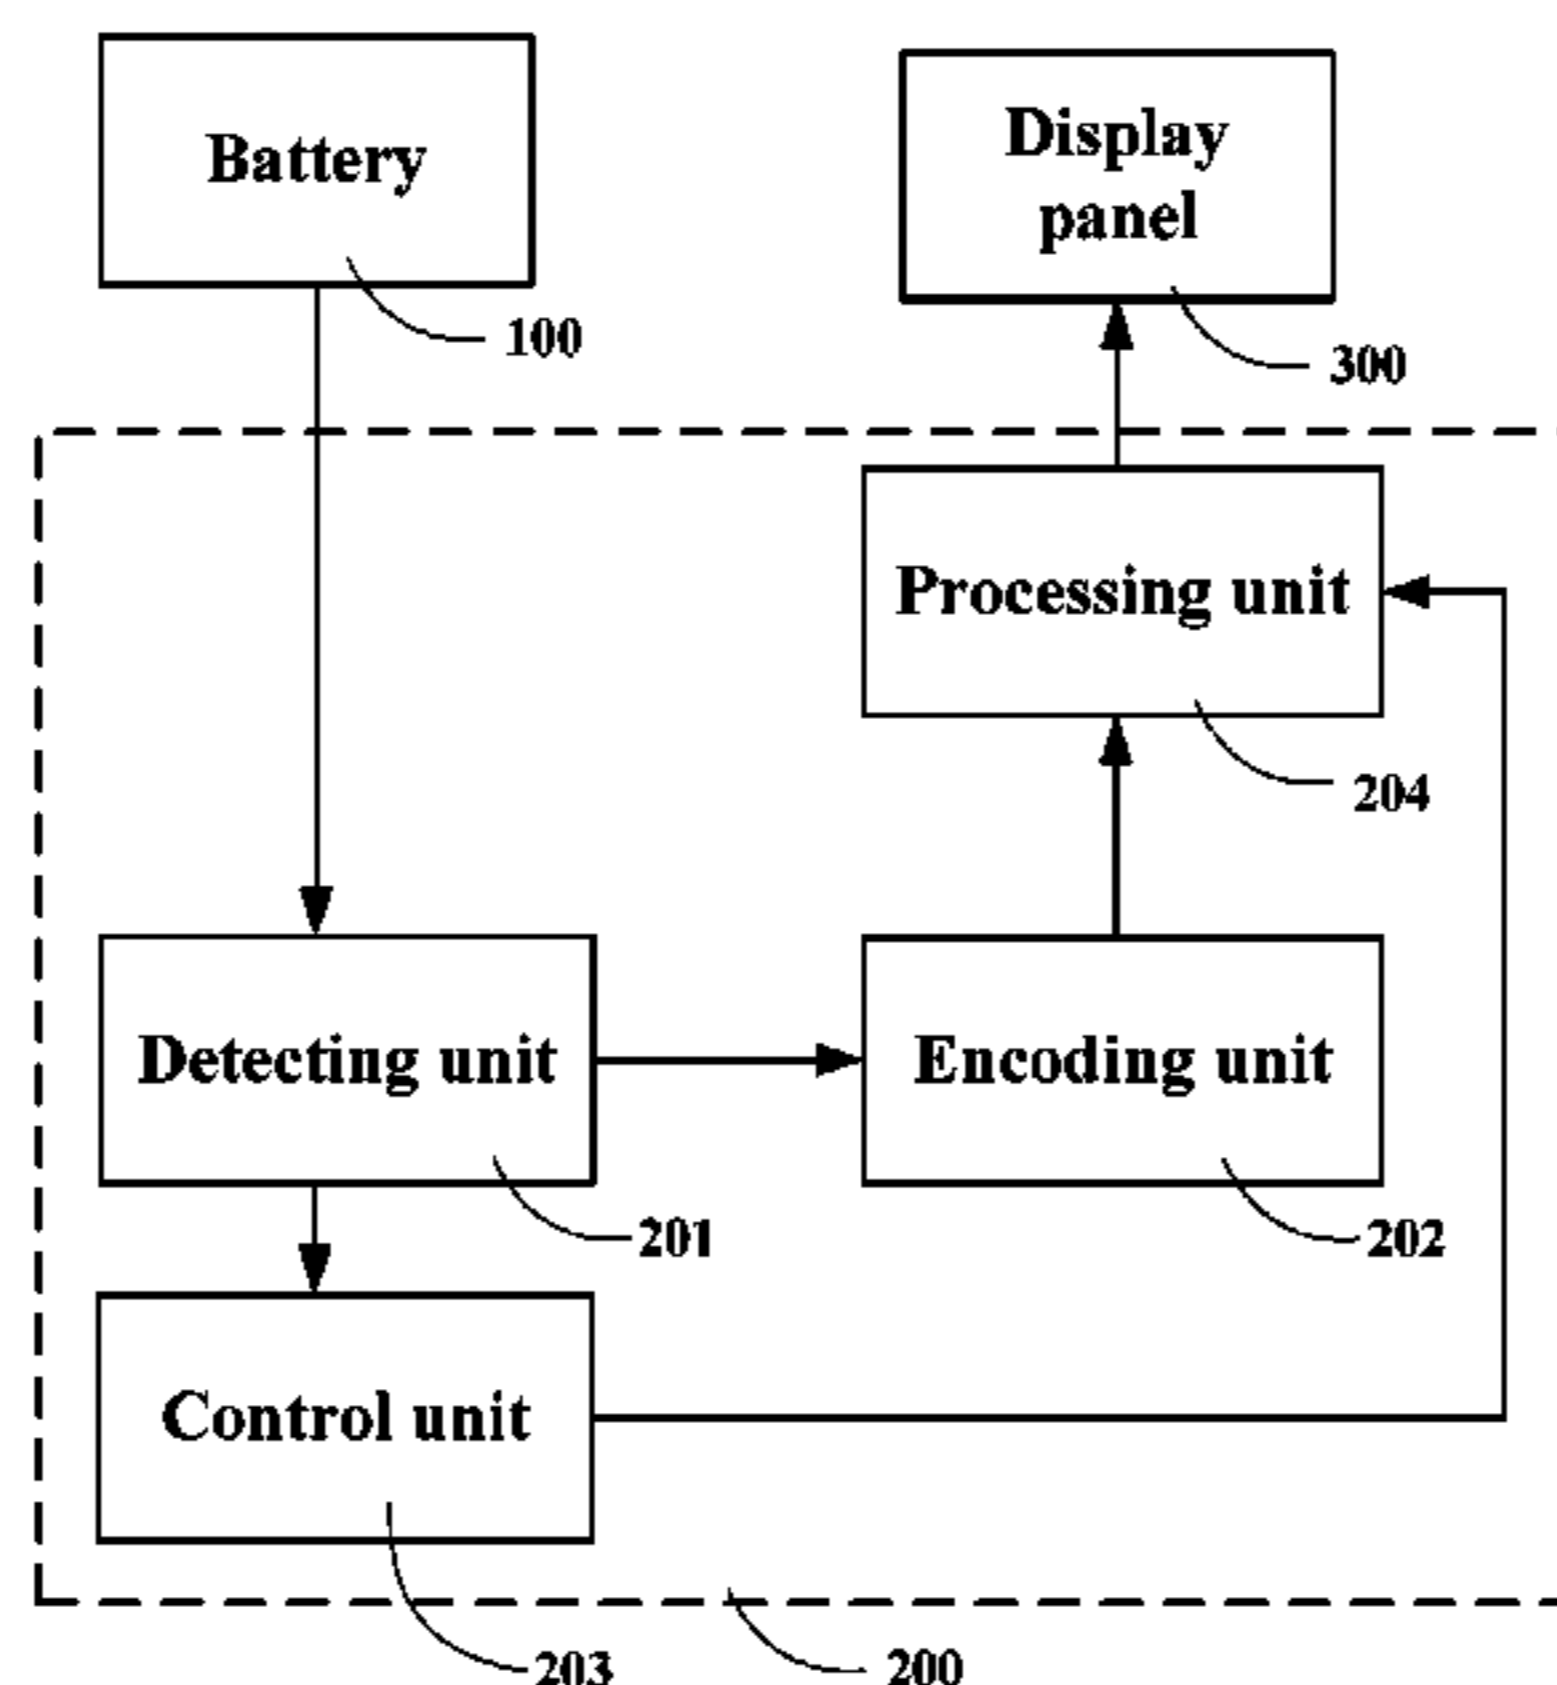 Battery
100
Display
panel
300
Processing unit
204
Detecting unit
201
Encoding unit
202
Control unit
203
200